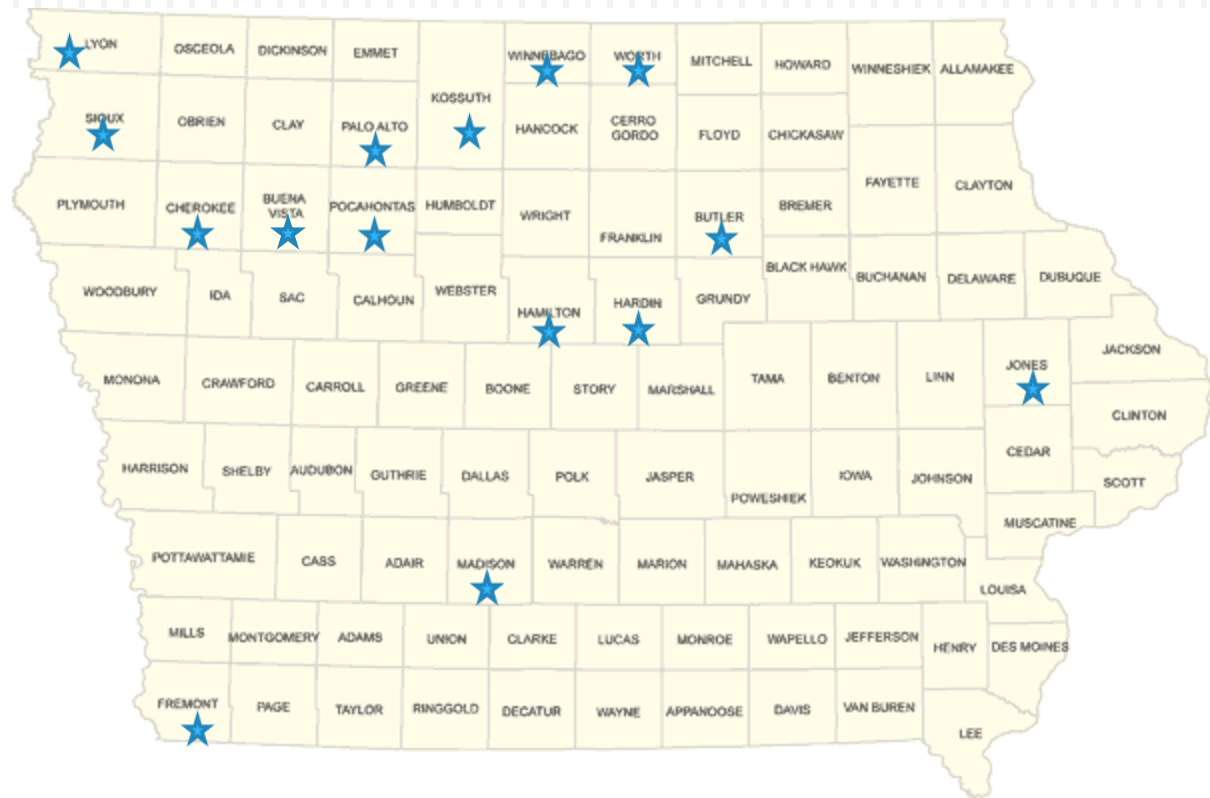 LYON
OSCEOLA
DICKINSON
EMMET
WINNEBAGO
WORTH
MITCHELL
HOWARD
WINNESHIEK
ALLAMAKEE
KOSSUTH
SIOUX
OBRIEN
CLAY
PALO ALTO
HANCOCK
CERRO
GORDO
FLOYD
CHICKASAW
PLYMOUTH
CHEROKEE
BUENA
VISTA
POCAHONTAS
HUMBOLDT
WRIGHT
FRANKLIN
BUTLER
BREMER
FAYETTE
CLAYTON
WOODBURY
IDA
SAC
CALHOUN
WEBSTER
HAMILTON
HARDIN
GRUNDY
BLACK HAWK
BUCHANAN
DELAWARE
DUBUQUE
MONONA
CRAWFORD
CARROLL
GREENE
BOONE
STORY
MARSHALL
TAMA
BENTON
LINN
JONES
JACKSON
CLINTON
HARRISON
SHELBY
AUDUBON
GUTHRIE
DALLAS
POLK
JASPER
POWESHIEK
IOWA
JOHNSON
CEDAR
SCOTT
MUSCATINE
POTTAWATTAMIE
CASS
ADAIR
MADISON
WARREN
MARION
MAHASKA
KEOKUK
WASHINGTON
LOUISA
MILLS
MONTGOMERY
ADAMS
UNION
CLARKE
LUCAS
MONROE
WAPELLO
JEFFERSON
HENRY
DES MOINES
FREMONT
PAGE
TAYLOR
RINGGOLD
DECATUR
WAYNE
APPANOOSE
DAVIS
VAN BUREN
LEE